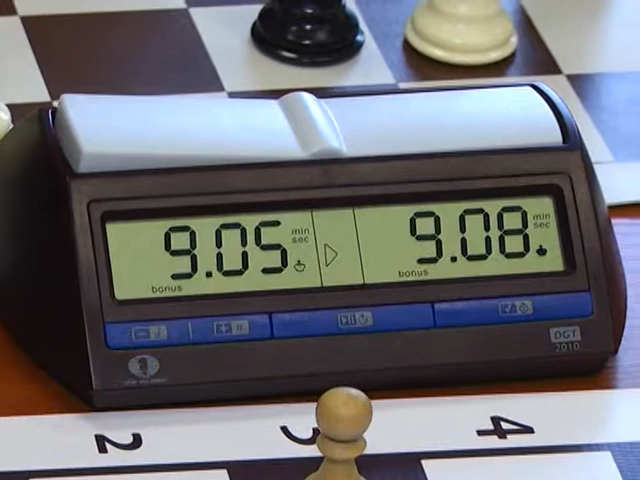 9.05 min sec bonus
9.08 min sec bonus
DGT
2010
2 3 4